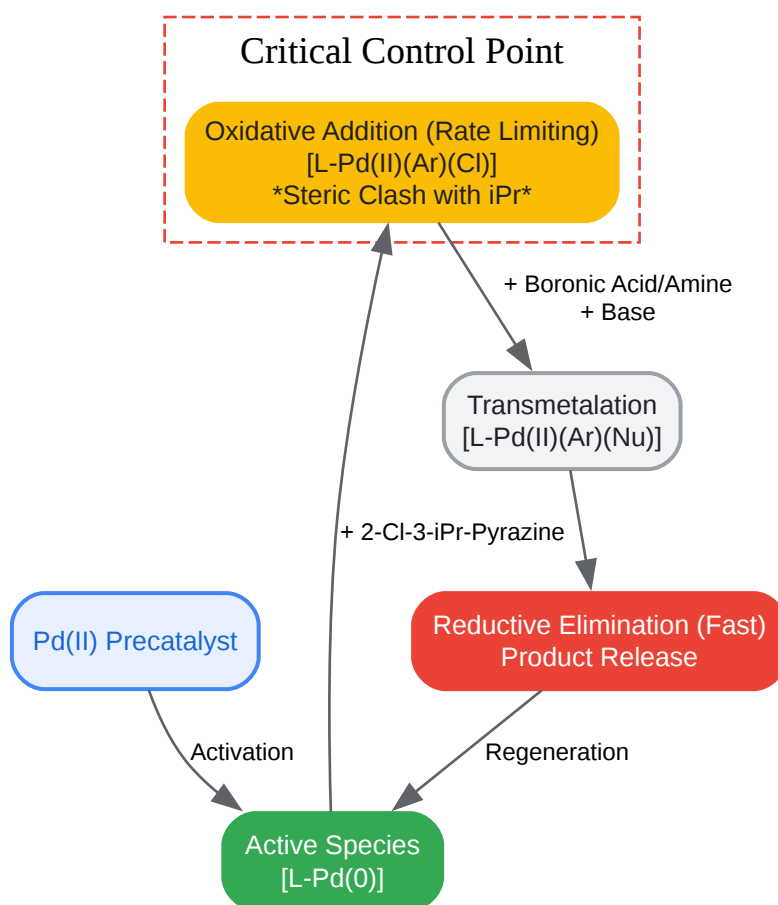 Critical Control Point
Oxidative Addition (Rate Limiting)
[L-Pd(II)(Ar)(Cl)]
*Steric Clash with iPr*
+ Boronic Acid/Amine
+ Base
Transmetalation
[L-Pd(II)(Ar)(Nu)]
+ 2-Cl-3-iPr-Pyrazine
Pd(II) Precatalyst
Reductive Elimination (Fast)
Product Release
Activation
Regeneration
Active Species
[L-Pd(0)]